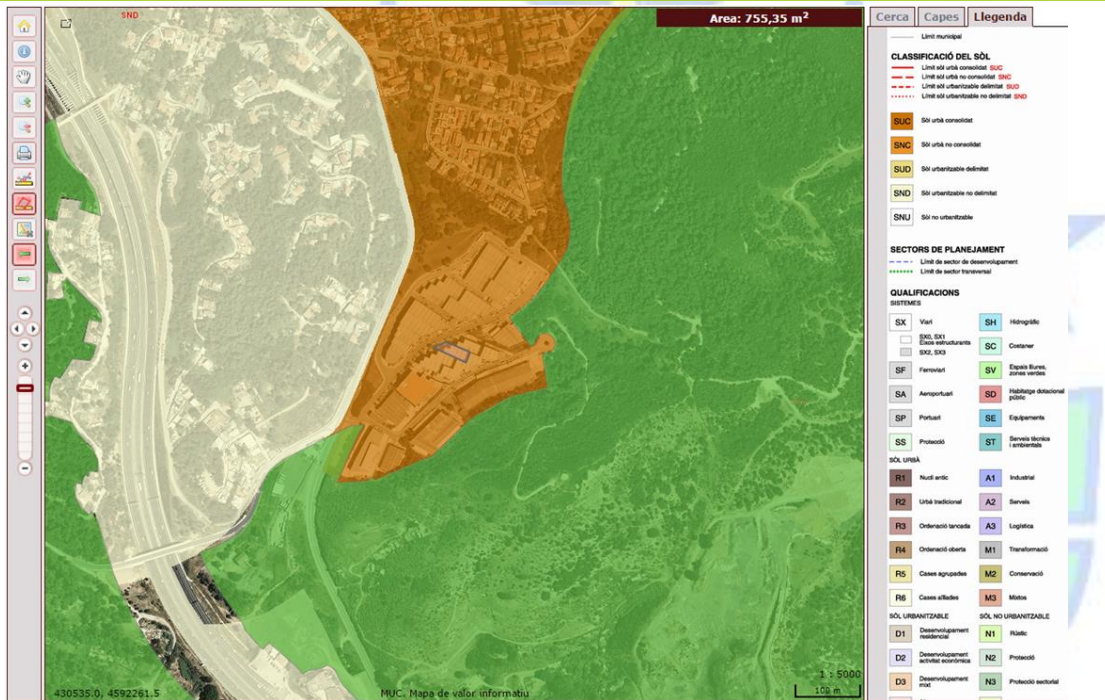 SND
Area: 755,35 m²
Cerca Capes Llegenda
Límit municipal
CLASSIFICACIÓ DEL SÒL
Límit sòl urbà consolidat SUC
Límit sòl urbà no consolidat SNC
Límit sòl urbanitzable delimitat SUD
Límit sòl urbanitzable no delimitat SND
SUC Sòl urbà consolidat
SNC Sòl urbà no consolidat
SUD Sòl urbanitzable delimitat
SND Sòl urbanitzable no delimitat
SNU Sòl no urbanitzable
SECTORS DE PLANEJAMENT
Límit de sector de desenvolupament
Límit de sector transversal
QUALIFICACIONS
SISTEMES
SX Viari
SX0, SX1
Eixos estructurants
SX2, SX3
SF Ferroviari
SA Aeroportuari
SP Portuari
SS Protecció
SH Hidrogràfic
SC Costaner
SV Espais lliures,
zones verdes
SD Habitatge dotacional
públic
SE Equipaments
ST Serveis tècnics
i ambientals
SÒL URBÀ
R1 Nucli antic
R2 Urbà tradicional
R3 Ordenació tancada
R4 Ordenació oberta
R5 Cases agrupades
R6 Cases aïllades
A1 Industrial
A2 Serveis
A3 Logística
M1 Transformació
M2 Conservació
M3 Mixtos
SÒL URBANITZABLE
D1 Desenvolupament
residencial
D2 Desenvolupament
activitat econòmica
D3 Desenvolupament
mixt
SÒL NO URBANITZABLE
N1 Rústic
N2 Protecció
N3 Protecció sectorial
430535.0, 4592261.5
MUC. Mapa de valor informatiu
1 : 5000
100 m